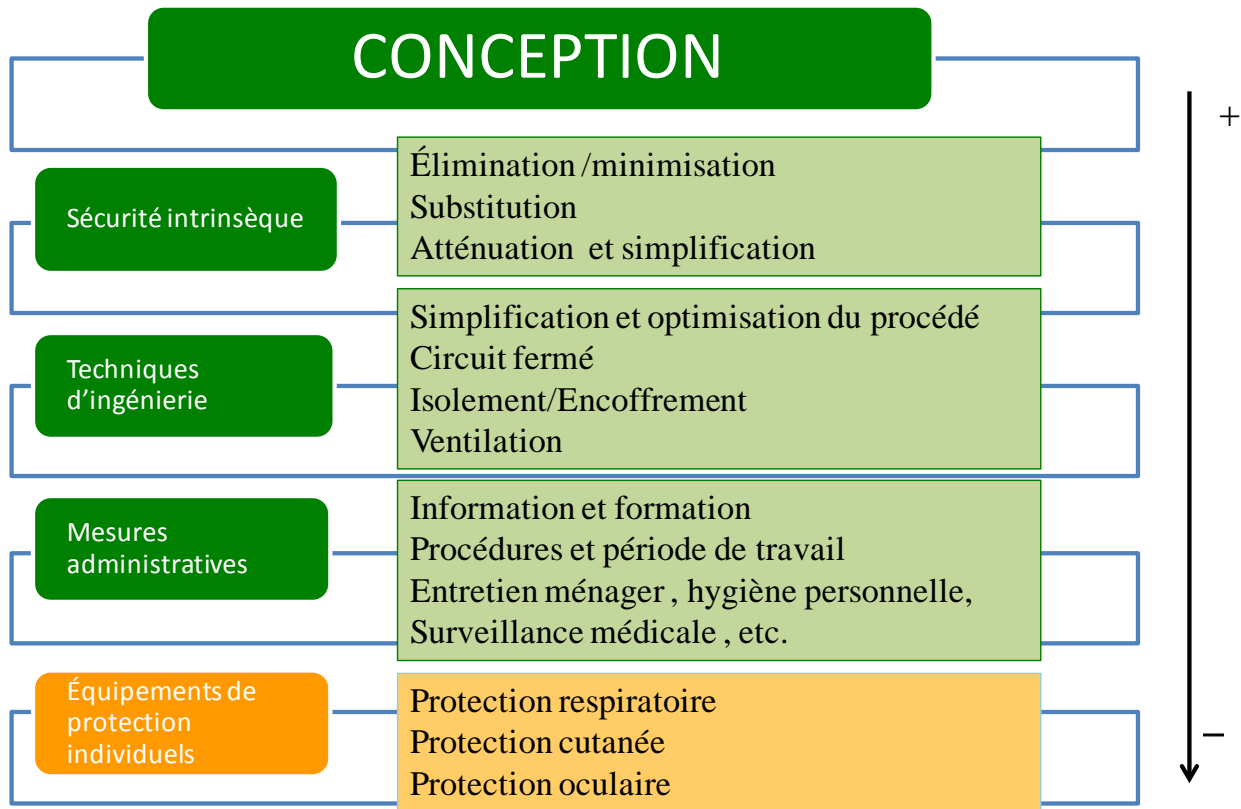 CONCEPTION
+
Sécurité intrinsèque
Élimination /minimisation
Substitution
Atténuation et simplification
Techniques
d’ingénierie
Simplification et optimisation du procédé
Circuit fermé
Isolement/Encoffrement
Ventilation
Mesures
administratives
Information et formation
Procédures et période de travail
Entretien ménager , hygiène personnelle,
Surveillance médicale , etc.
Équipements de
protection
individuels
Protection respiratoire
Protection cutanée
Protection oculaire
–